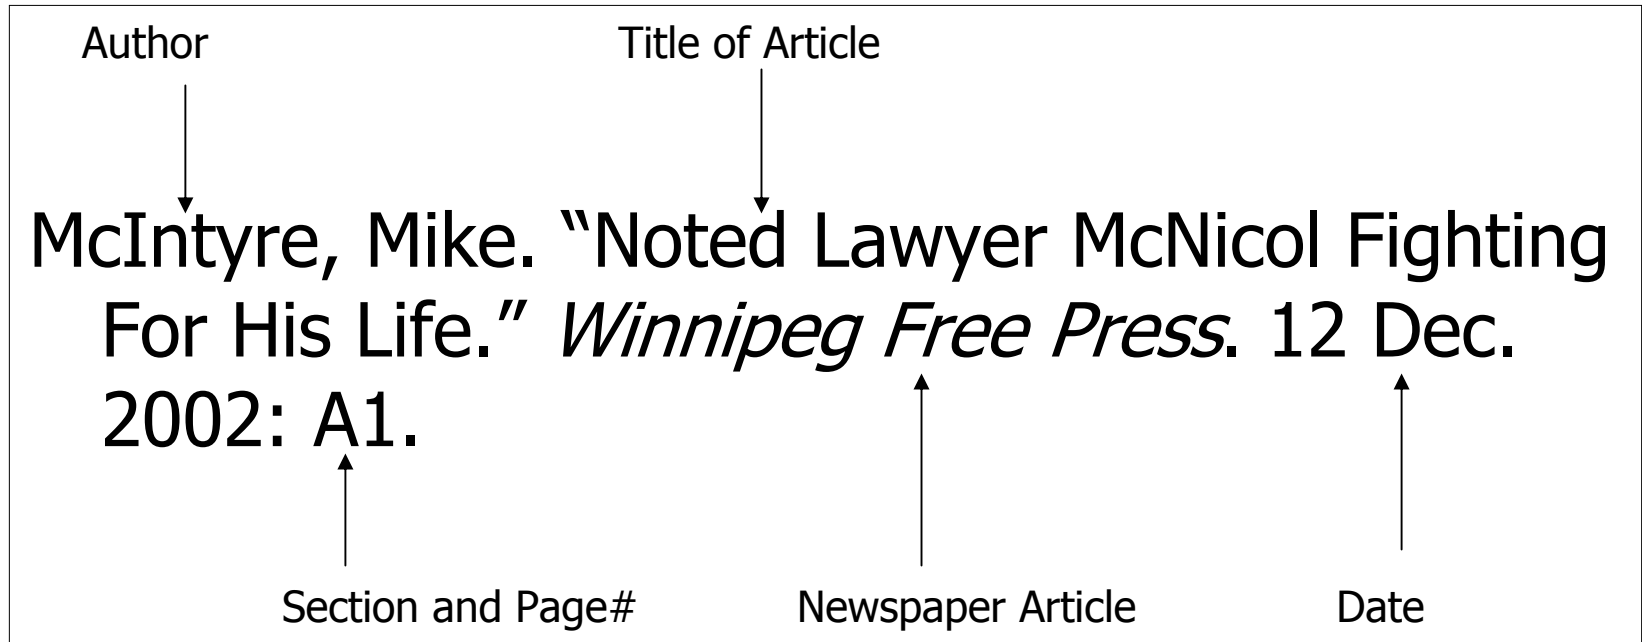 Author Title of Article
McIntyre, Mike. “Noted Lawyer McNicol Fighting
For His Life.” Winnipeg Free Press. 12 Dec.
2002: A1.
Section and Page# Newspaper Article Date